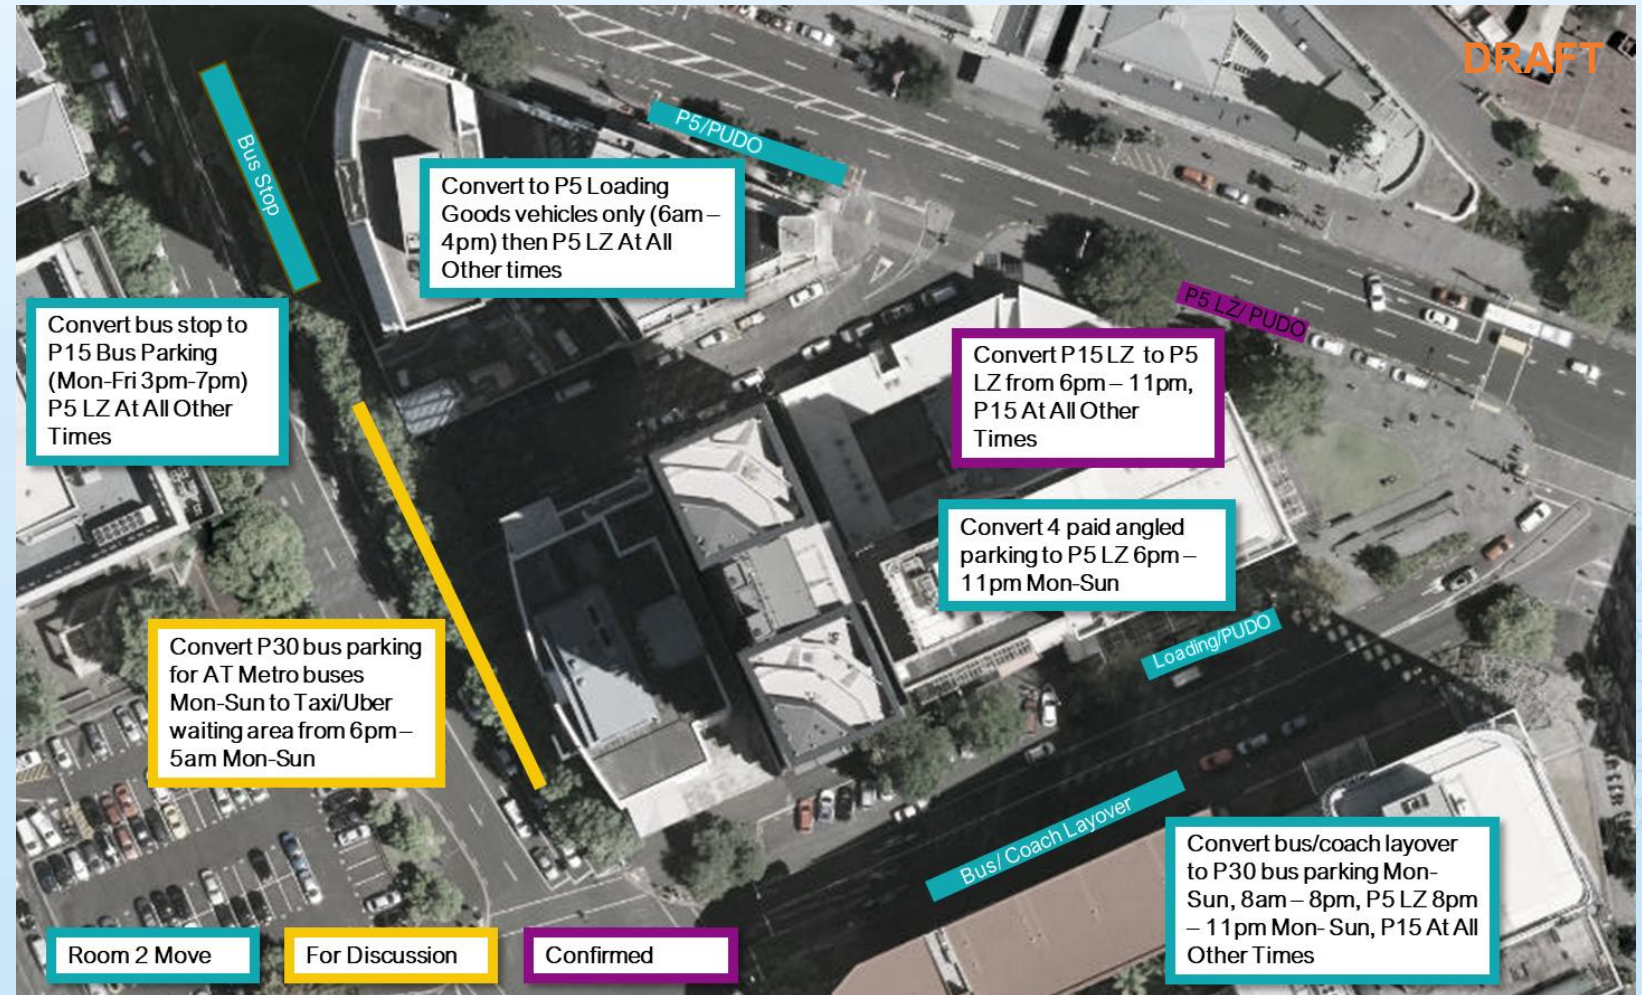 DRAFT
P5/PUDO
Bus Stop
Convert to P5 Loading
Goods vehicles only (6am –
4pm) then P5 LZ At All
Other times
P5 LZ/ PUDO
Convert bus stop to
P15 Bus Parking
(Mon-Fri 3pm-7pm)
P5 LZ At All Other
Times
Convert P15 LZ to P5
LZ from 6pm – 11pm,
P15 At All Other
Times
Convert 4 paid angled
parking to P5 LZ 6pm –
11pm Mon-Sun
Loading/PUDO
Convert P30 bus parking
for AT Metro buses
Mon-Sun to Taxi/Uber
waiting area from 6pm –
5am Mon-Sun
Bus/ Coach Layover
Convert bus/coach layover
to P30 bus parking Mon-
Sun, 8am – 8pm, P5 LZ 8pm
– 11pm Mon- Sun, P15 At All
Other Times
Room 2 Move
For Discussion
Confirmed